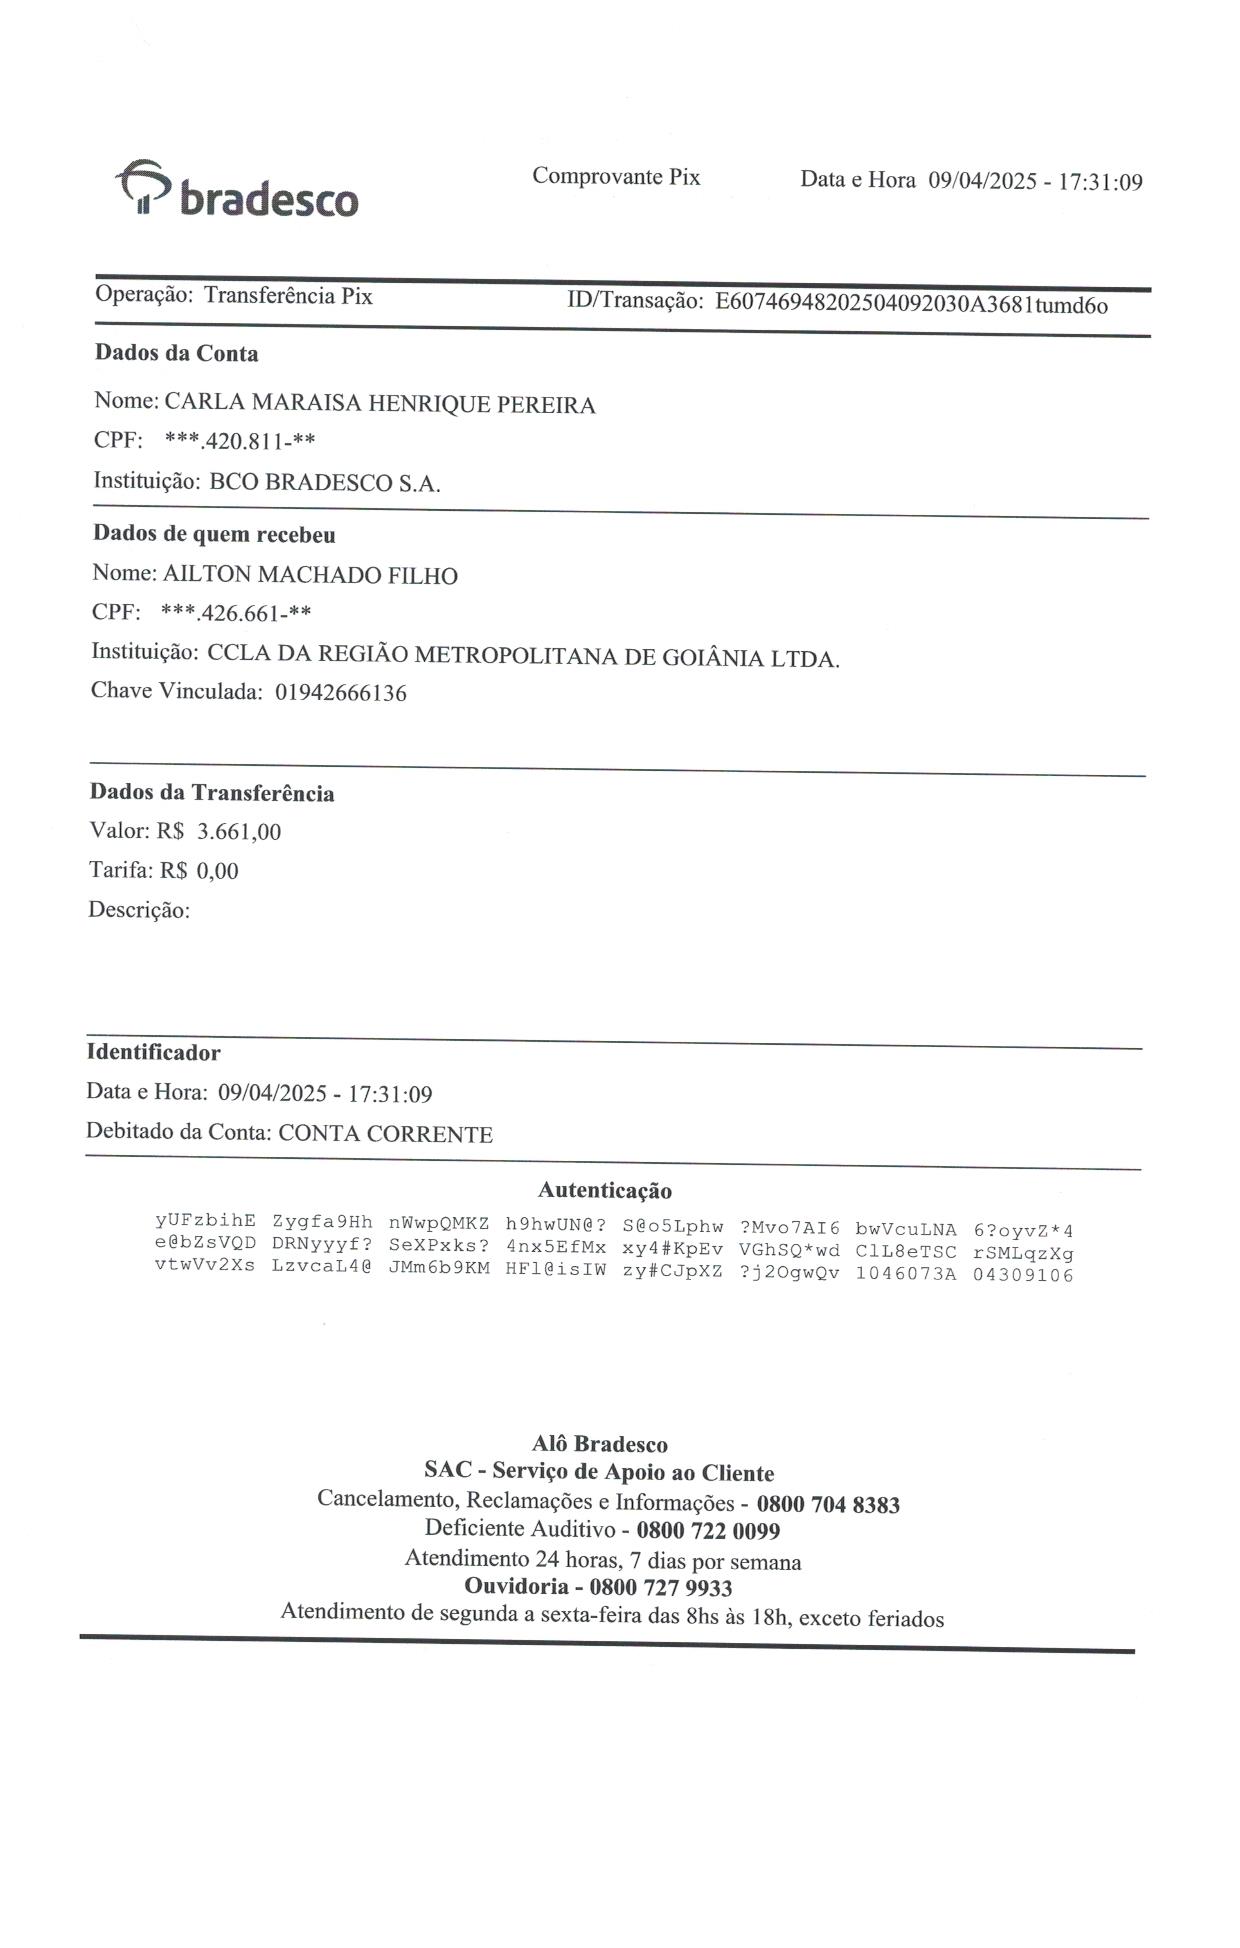 bradesco
Comprovante Pix
Data e Hora 09/04/2025 - 17:31:09
Operação: Transferência Pix
ID/Transação: E60746948202504092030A3681tumd6o
Dados da Conta
Nome: CARLA MARAISA HENRIQUE PEREIRA
CPF: ***.420.811-**
Instituição: BCO BRADESCO S.A.
Dados de quem recebeu
Nome: AILTON MACHADO FILHO
CPF: ***.426.661-**
Instituição: CCLA DA REGIÃO METROPOLITANA DE GOIÂNIA LTDA.
Chave Vinculada: 01942666136
Dados da Transferência
Valor: R$ 3.661,00
Tarifa: R$ 0,00
Descrição:
Identificador
Data e Hora: 09/04/2025 - 17:31:09
Debitado da Conta: CONTA CORRENTE
Autenticação
yUFzbihE Zygfa9Hh nWwpQMKZ h9hwUN@? S@o5Lphw ?Mvo7AI6 bwVcuLNA 6?oyvZ*4
e@bZsVQD DRNyyyf? SeXPxks? 4nx5EfMx xy4#KpEv VGhSQ*wd ClL8eTSC rSMLqzXg
vtwVv2Xs LzvcaL4@ JMm6b9KM HFl@isIW zy#CJpXZ ?j2OgwQv 1046073A 04309106
Alô Bradesco
SAC - Serviço de Apoio ao Cliente
Cancelamento, Reclamações e Informações - 0800 704 8383
Deficiente Auditivo - 0800 722 0099
Atendimento 24 horas, 7 dias por semana
Ouvidoria - 0800 727 9933
Atendimento de segunda a sexta-feira das 8hs às 18h, exceto feriados